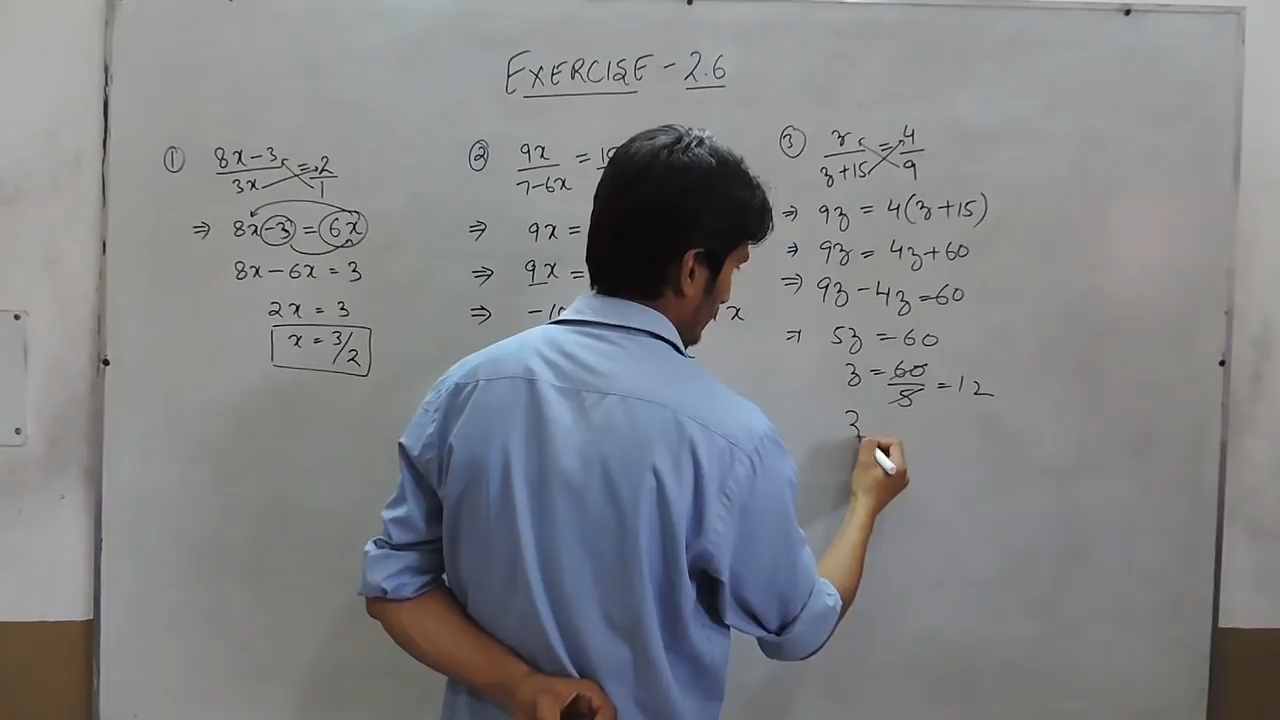 EXERCISE - 2.6
① 8x-3/3x = 2/1
⇒ 8x-3 = 6x
8x-6x = 3
2x = 3
x = 3/2
② 9x/7-6x =
⇒ 9x =
⇒ 9x =
⇒
x
③ z/z+15 = 4/9
⇒ 9z = 4(z+15)
⇒ 9z = 4z+60
⇒ 9z-4z=60
⇒ 5z = 60
z = 60/5 = 12
z